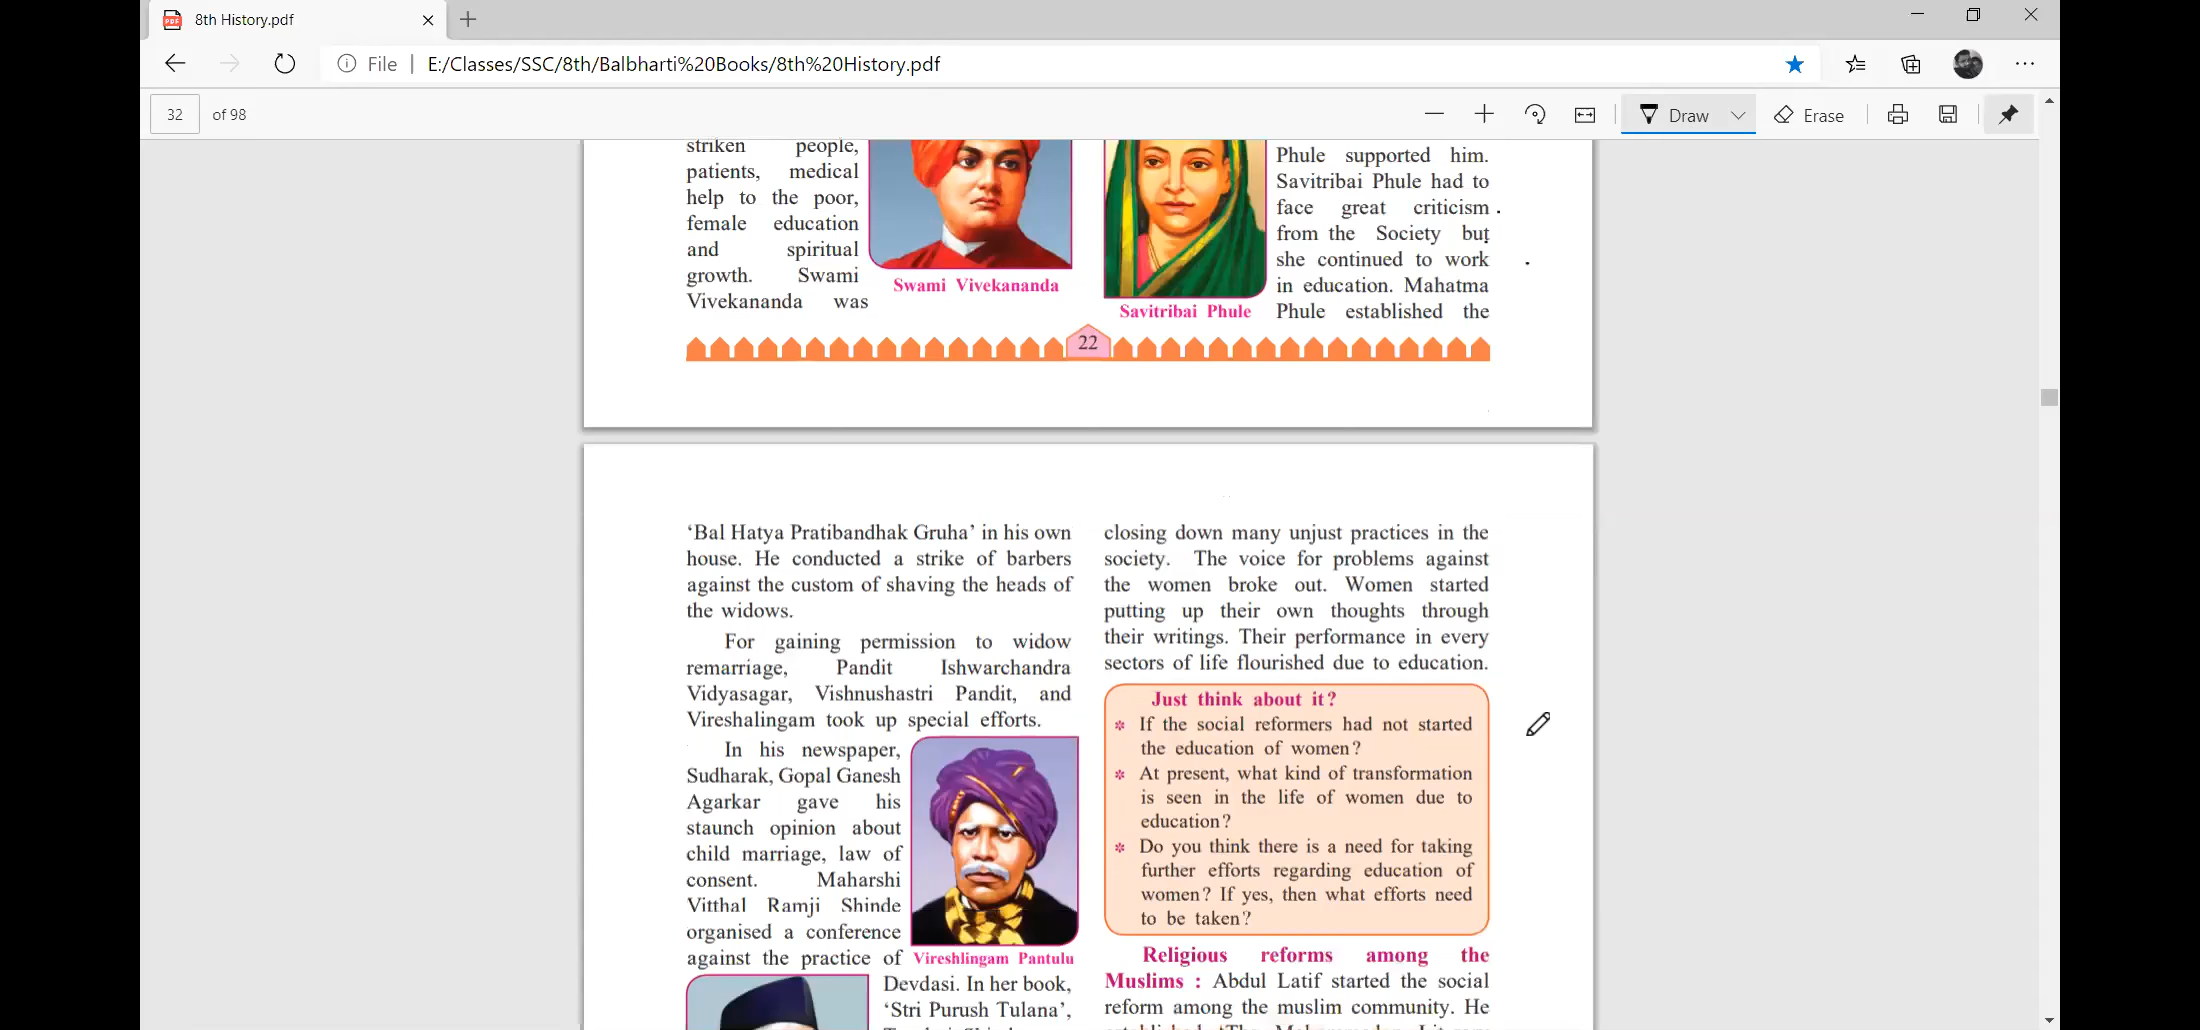 8th History.pdf
File
E:/Classes/SSC/8th/Balbharti%20Books/8th%20History.pdf
32 of 98
Draw
Erase
striken people,
patients, medical
help to the poor,
female education
and spiritual
growth. Swami
Vivekananda was
Swami Vivekananda
Savitribai Phule
Phule supported him.
Savitribai Phule had to
face great criticism
from the Society but
she continued to work
in education. Mahatma
Phule established the
22
‘Bal Hatya Pratibandhak Gruha’ in his own
house. He conducted a strike of barbers
against the custom of shaving the heads of
the widows.
For gaining permission to widow
remarriage, Pandit Ishwarchandra
Vidyasagar, Vishnushastri Pandit, and
Vireshalingam took up special efforts.
In his newspaper,
Sudharak, Gopal Ganesh
Agarkar gave his
staunch opinion about
child marriage, law of
consent. Maharshi
Vitthal Ramji Shinde
organised a conference
against the practice of
Vireshlingam Pantulu
Devdasi. In her book,
‘Stri Purush Tulana’,
closing down many unjust practices in the
society. The voice for problems against
the women broke out. Women started
putting up their own thoughts through
their writings. Their performance in every
sectors of life flourished due to education.
Just think about it?
* If the social reformers had not started
the education of women?
* At present, what kind of transformation
is seen in the life of women due to
education?
* Do you think there is a need for taking
further efforts regarding education of
women? If yes, then what efforts need
to be taken?
Religious reforms among the
Muslims : Abdul Latif started the social
reform among the muslim community. He